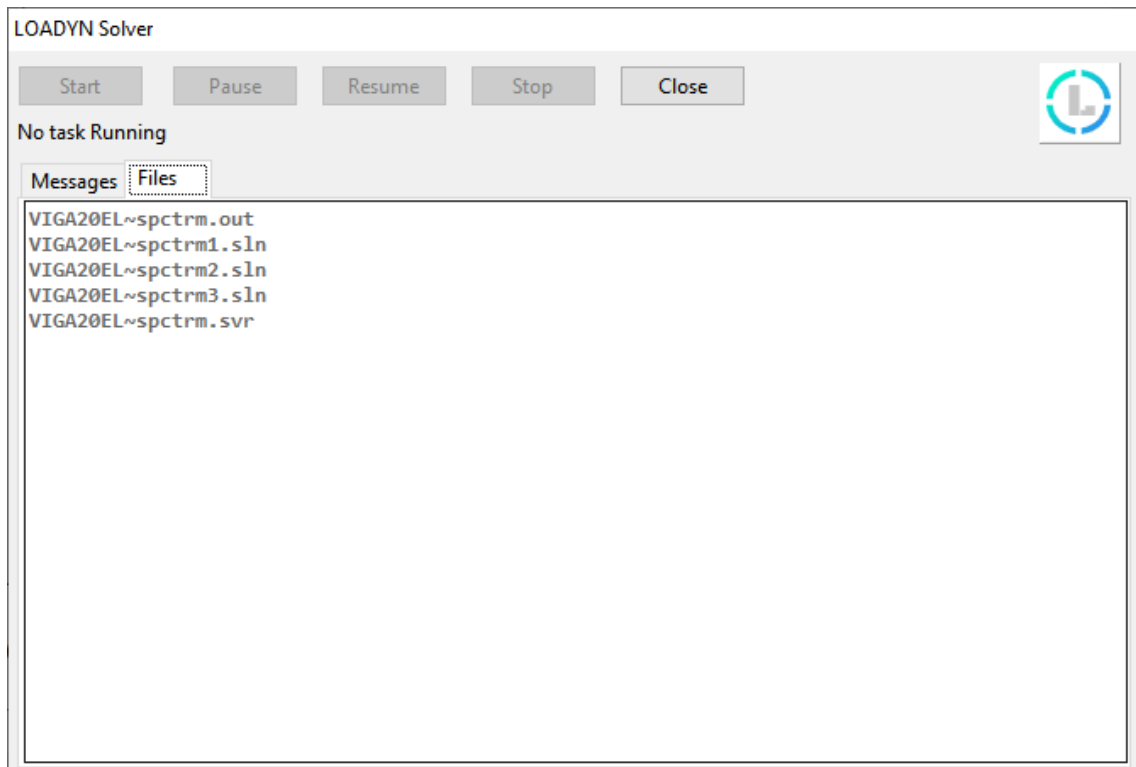 LOADYN Solver
Start Pause Resume Stop Close
No task Running
Messages Files
VIGA20EL~spctrm.out
VIGA20EL~spctrm1.sln
VIGA20EL~spctrm2.sln
VIGA20EL~spctrm3.sln
VIGA20EL~spctrm.svr
L